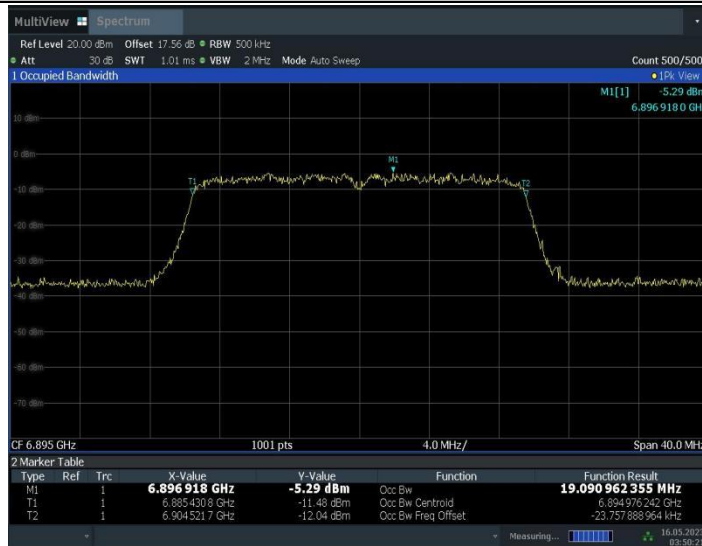 MultiView Spectrum
Ref Level 20.00 dBm Offset 17.56 dB RBW 500 kHz
Att 30 dB SWT 1.01 ms VBW 2 MHz Mode Auto Sweep Count 500/500
1 Occupied Bandwidth 1Pk View
M1[1] -5.29 dBm
6.896 918 0 GH
10 dBm
0 dBm
M1
T1
T2
-10 dBm
-20 dBm
-30 dBm
-40 dBm
-50 dBm
-60 dBm
-70 dBm
CF 6.895 GHz 1001 pts 4.0 MHz/ Span 40.0 MHz
2 Marker Table
Type Ref Trc X-Value Y-Value Function Function Result
M1 1 6.896 918 GHz -5.29 dBm Occ Bw 19.090 962 355 MHz
T1 1 6.885 430 8 GHz -11.48 dBm Occ Bw Centroid 6.894 976 242 GHz
T2 1 6.904 521 7 GHz -12.04 dBm Occ Bw Freq Offset -23.757 888 964 kHz
Measuring... 16.05.2023
03:50:21